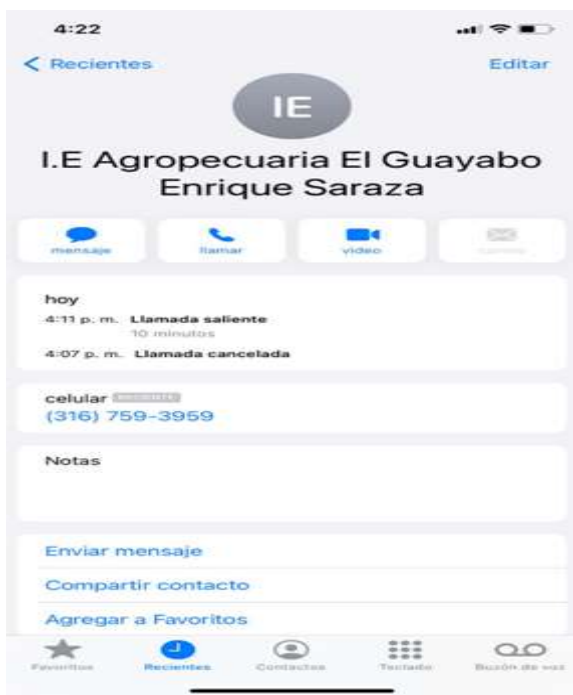 4:22
Recientes
Editar
IE
I.E Agropecuaria El Guayabo
Enrique Saraza
mensaje
llamar
video
hoy
4:11 p. m. Llamada saliente
10 minutos
4:07 p. m. Llamada cancelada
celular
(316) 759-3959
Notas
Enviar mensaje
Compartir contacto
Agregar a Favoritos
Favoritos
Recientes
Contactos
Teclado
Buzón de voz